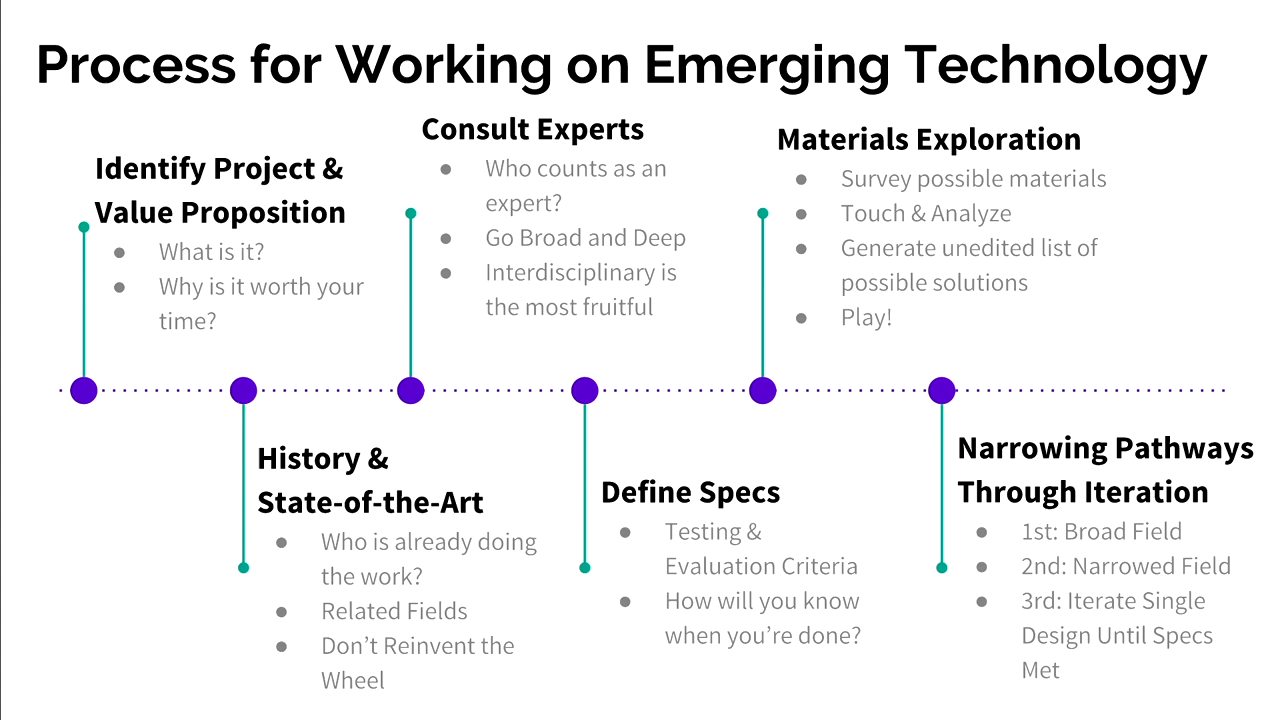 Process for Working on Emerging Technology
Identify Project &
Value Proposition
● What is it?
● Why is it worth your
time?
History &
State-of-the-Art
● Who is already doing
the work?
● Related Fields
● Don’t Reinvent the
Wheel
Consult Experts
● Who counts as an
expert?
● Go Broad and Deep
● Interdisciplinary is
the most fruitful
Define Specs
● Testing &
Evaluation Criteria
● How will you know
when you’re done?
Materials Exploration
● Survey possible materials
● Touch & Analyze
● Generate unedited list of
possible solutions
● Play!
Narrowing Pathways
Through Iteration
● 1st: Broad Field
● 2nd: Narrowed Field
● 3rd: Iterate Single
Design Until Specs
Met